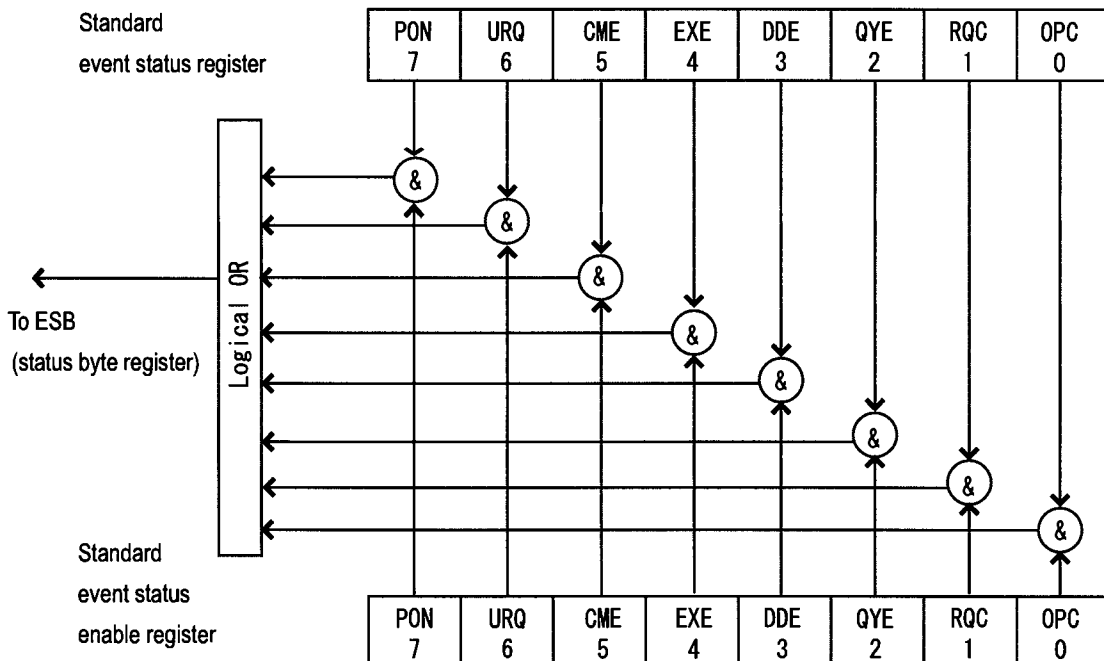 Standard
event status register
PON URQ CME EXE DDE QYE RQC OPC
7 6 5 4 3 2 1 0
&
&
&
&
&
&
&
&
Logical OR
To ESB
(status byte register)
Standard
event status
enable register
PON URQ CME EXE DDE QYE RQC OPC
7 6 5 4 3 2 1 0